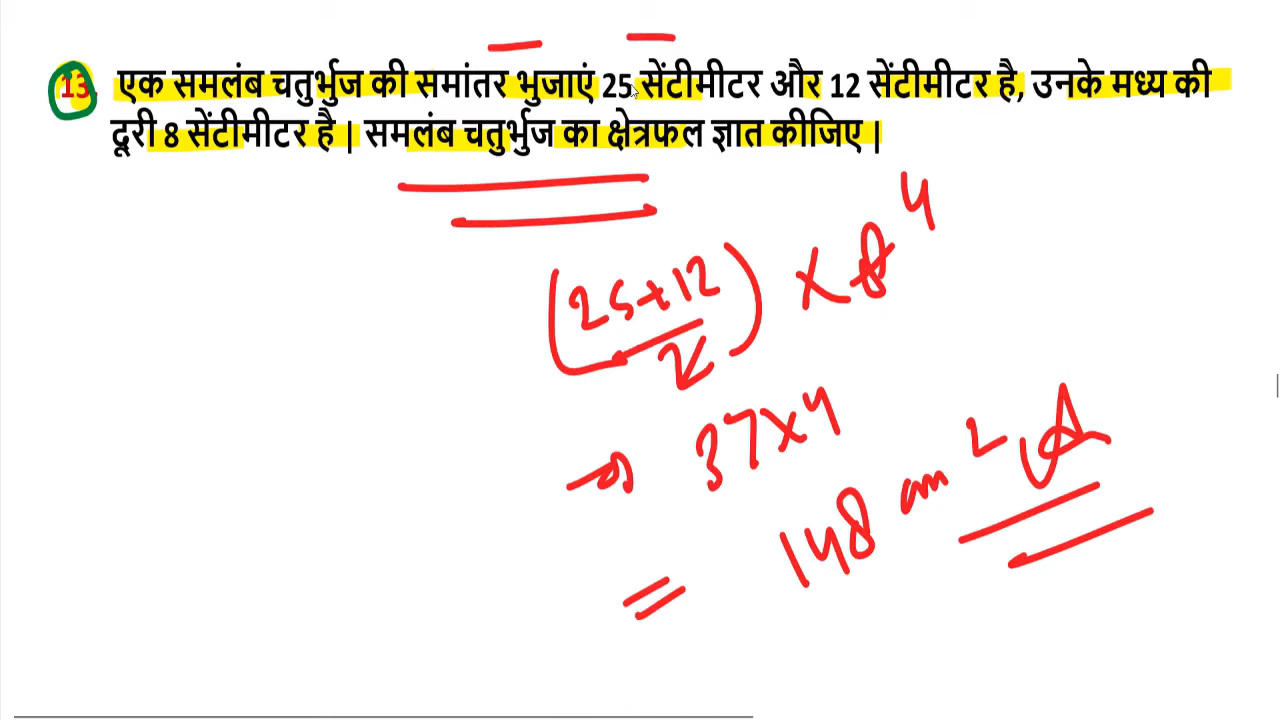 13. एक समलंब चतुर्भुज की समांतर भुजाएं 25 सेंटीमीटर और 12 सेंटीमीटर है, उनके मध्य की
दूरी 8 सेंटीमीटर है | समलंब चतुर्भुज का क्षेत्रफल ज्ञात कीजिए |
(25+12/2) × 8 4
⇒ 37×4
= 148 cm² A